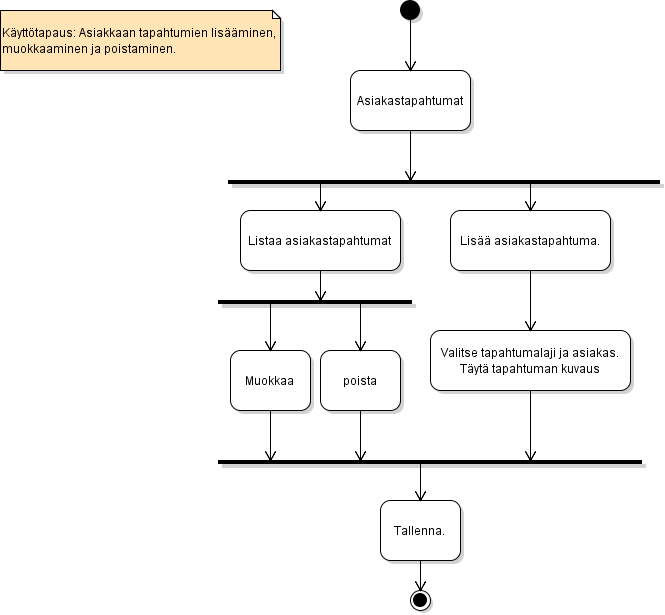 Käyttötapaus: Asiakkaan tapahtumien lisääminen,
muokkaaminen ja poistaminen.
Asiakastapahtumat
Listaa asiakastapahtumat
Lisää asiakastapahtuma.
Valitse tapahtumalaji ja asiakas.
Täytä tapahtuman kuvaus
Muokkaa
poista
Tallenna.